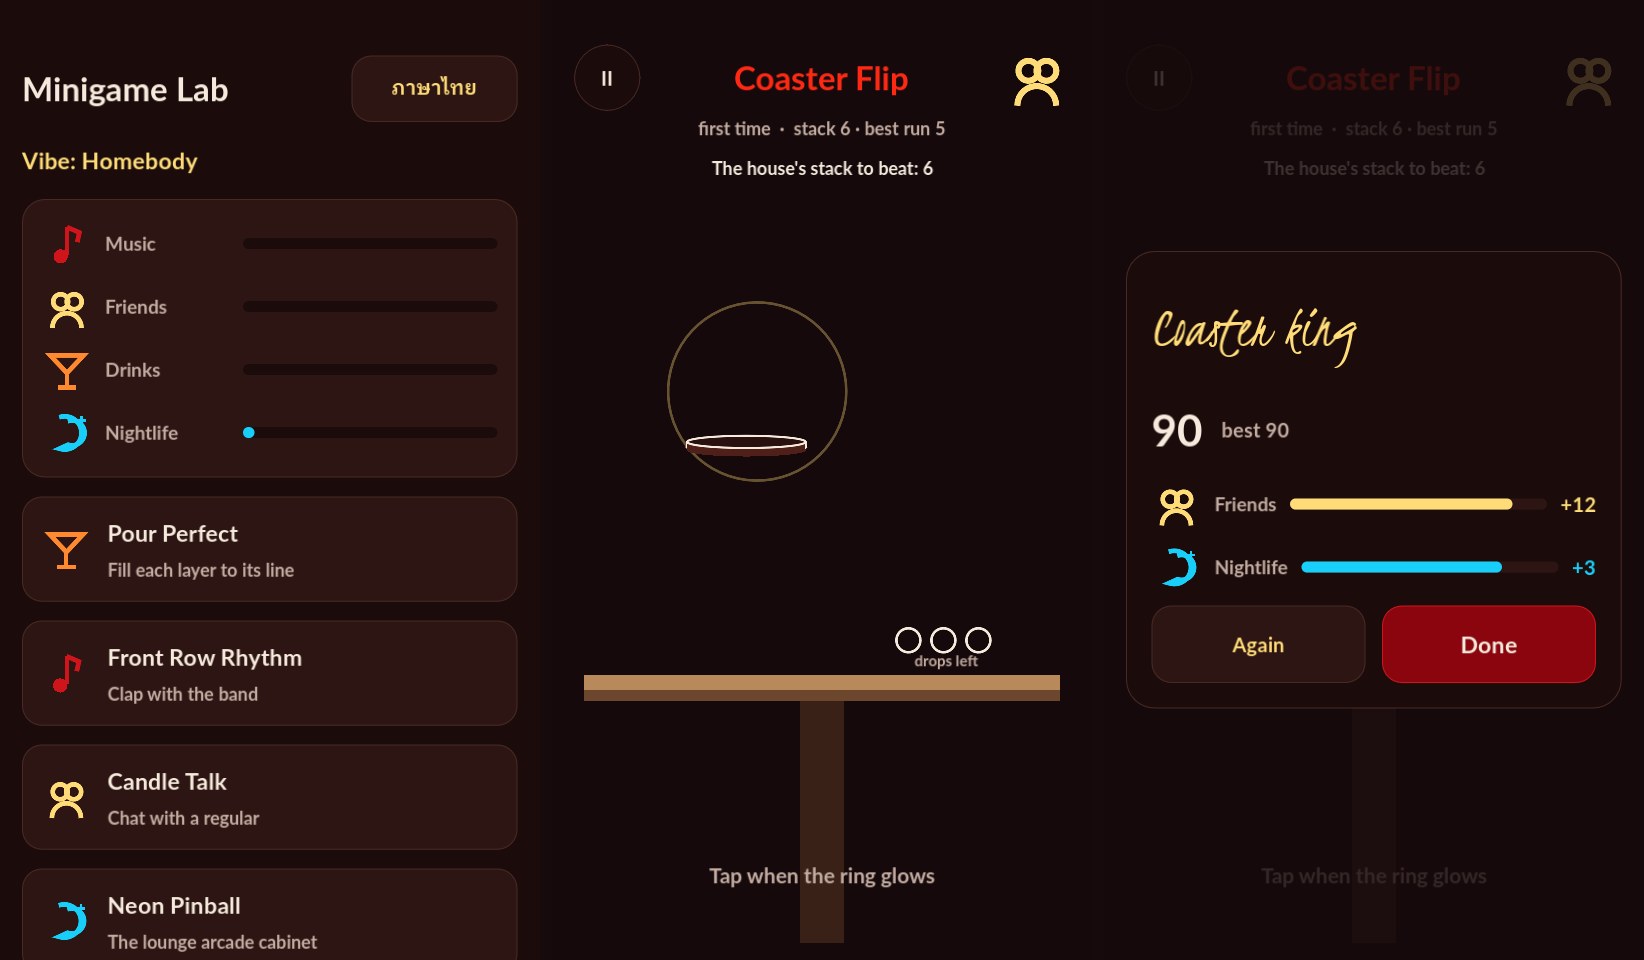 Minigame Lab
ภาษาไทย
Vibe: Homebody
Music
Friends
Drinks
Nightlife
Pour Perfect
Fill each layer to its line
Front Row Rhythm
Clap with the band
Candle Talk
Chat with a regular
Neon Pinball
The lounge arcade cabinet
Coaster Flip
first time · stack 6 · best run 5
The house's stack to beat: 6
drops left
Tap when the ring glows
Coaster Flip
first time · stack 6 · best run 5
The house's stack to beat: 6
Coaster king
90 best 90
Friends +12
Nightlife +3
Again Done
Tap when the ring glows